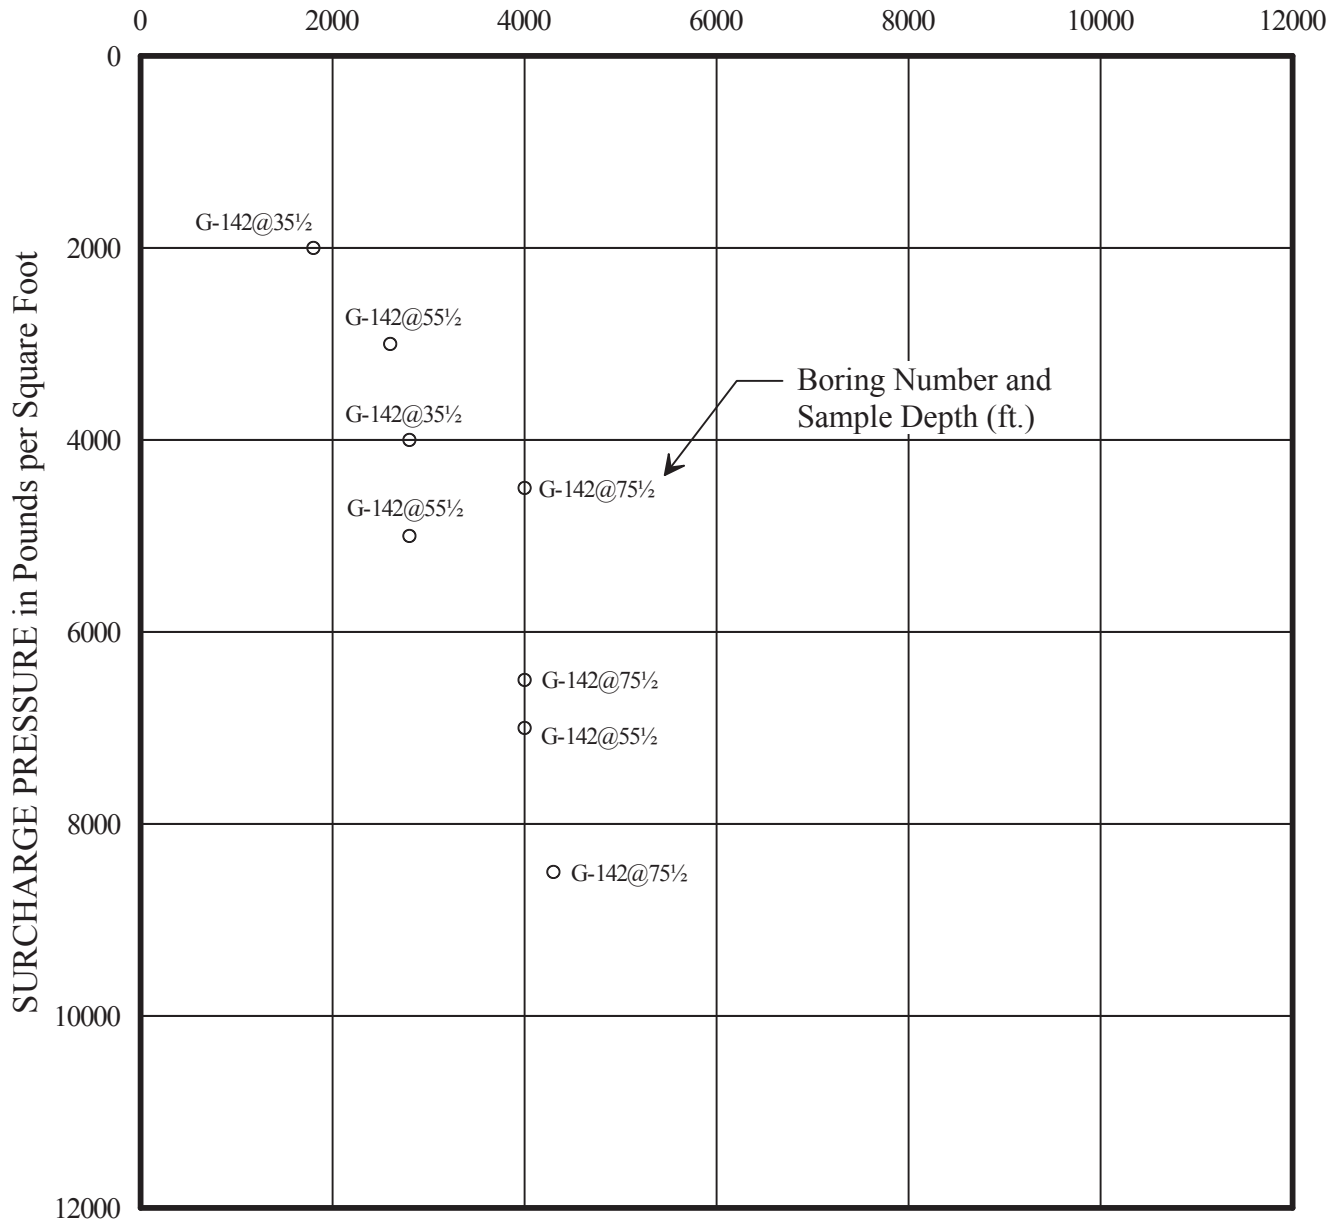 0 2000 4000 6000 8000 10000 12000
0
G-142@35½
2000
G-142@55½
Boring Number and
Sample Depth (ft.)
G-142@35½
4000
G-142@75½
G-142@55½
6000
G-142@75½
G-142@55½
8000
G-142@75½
10000
12000
SURCHARGE PRESSURE in Pounds per Square Foot